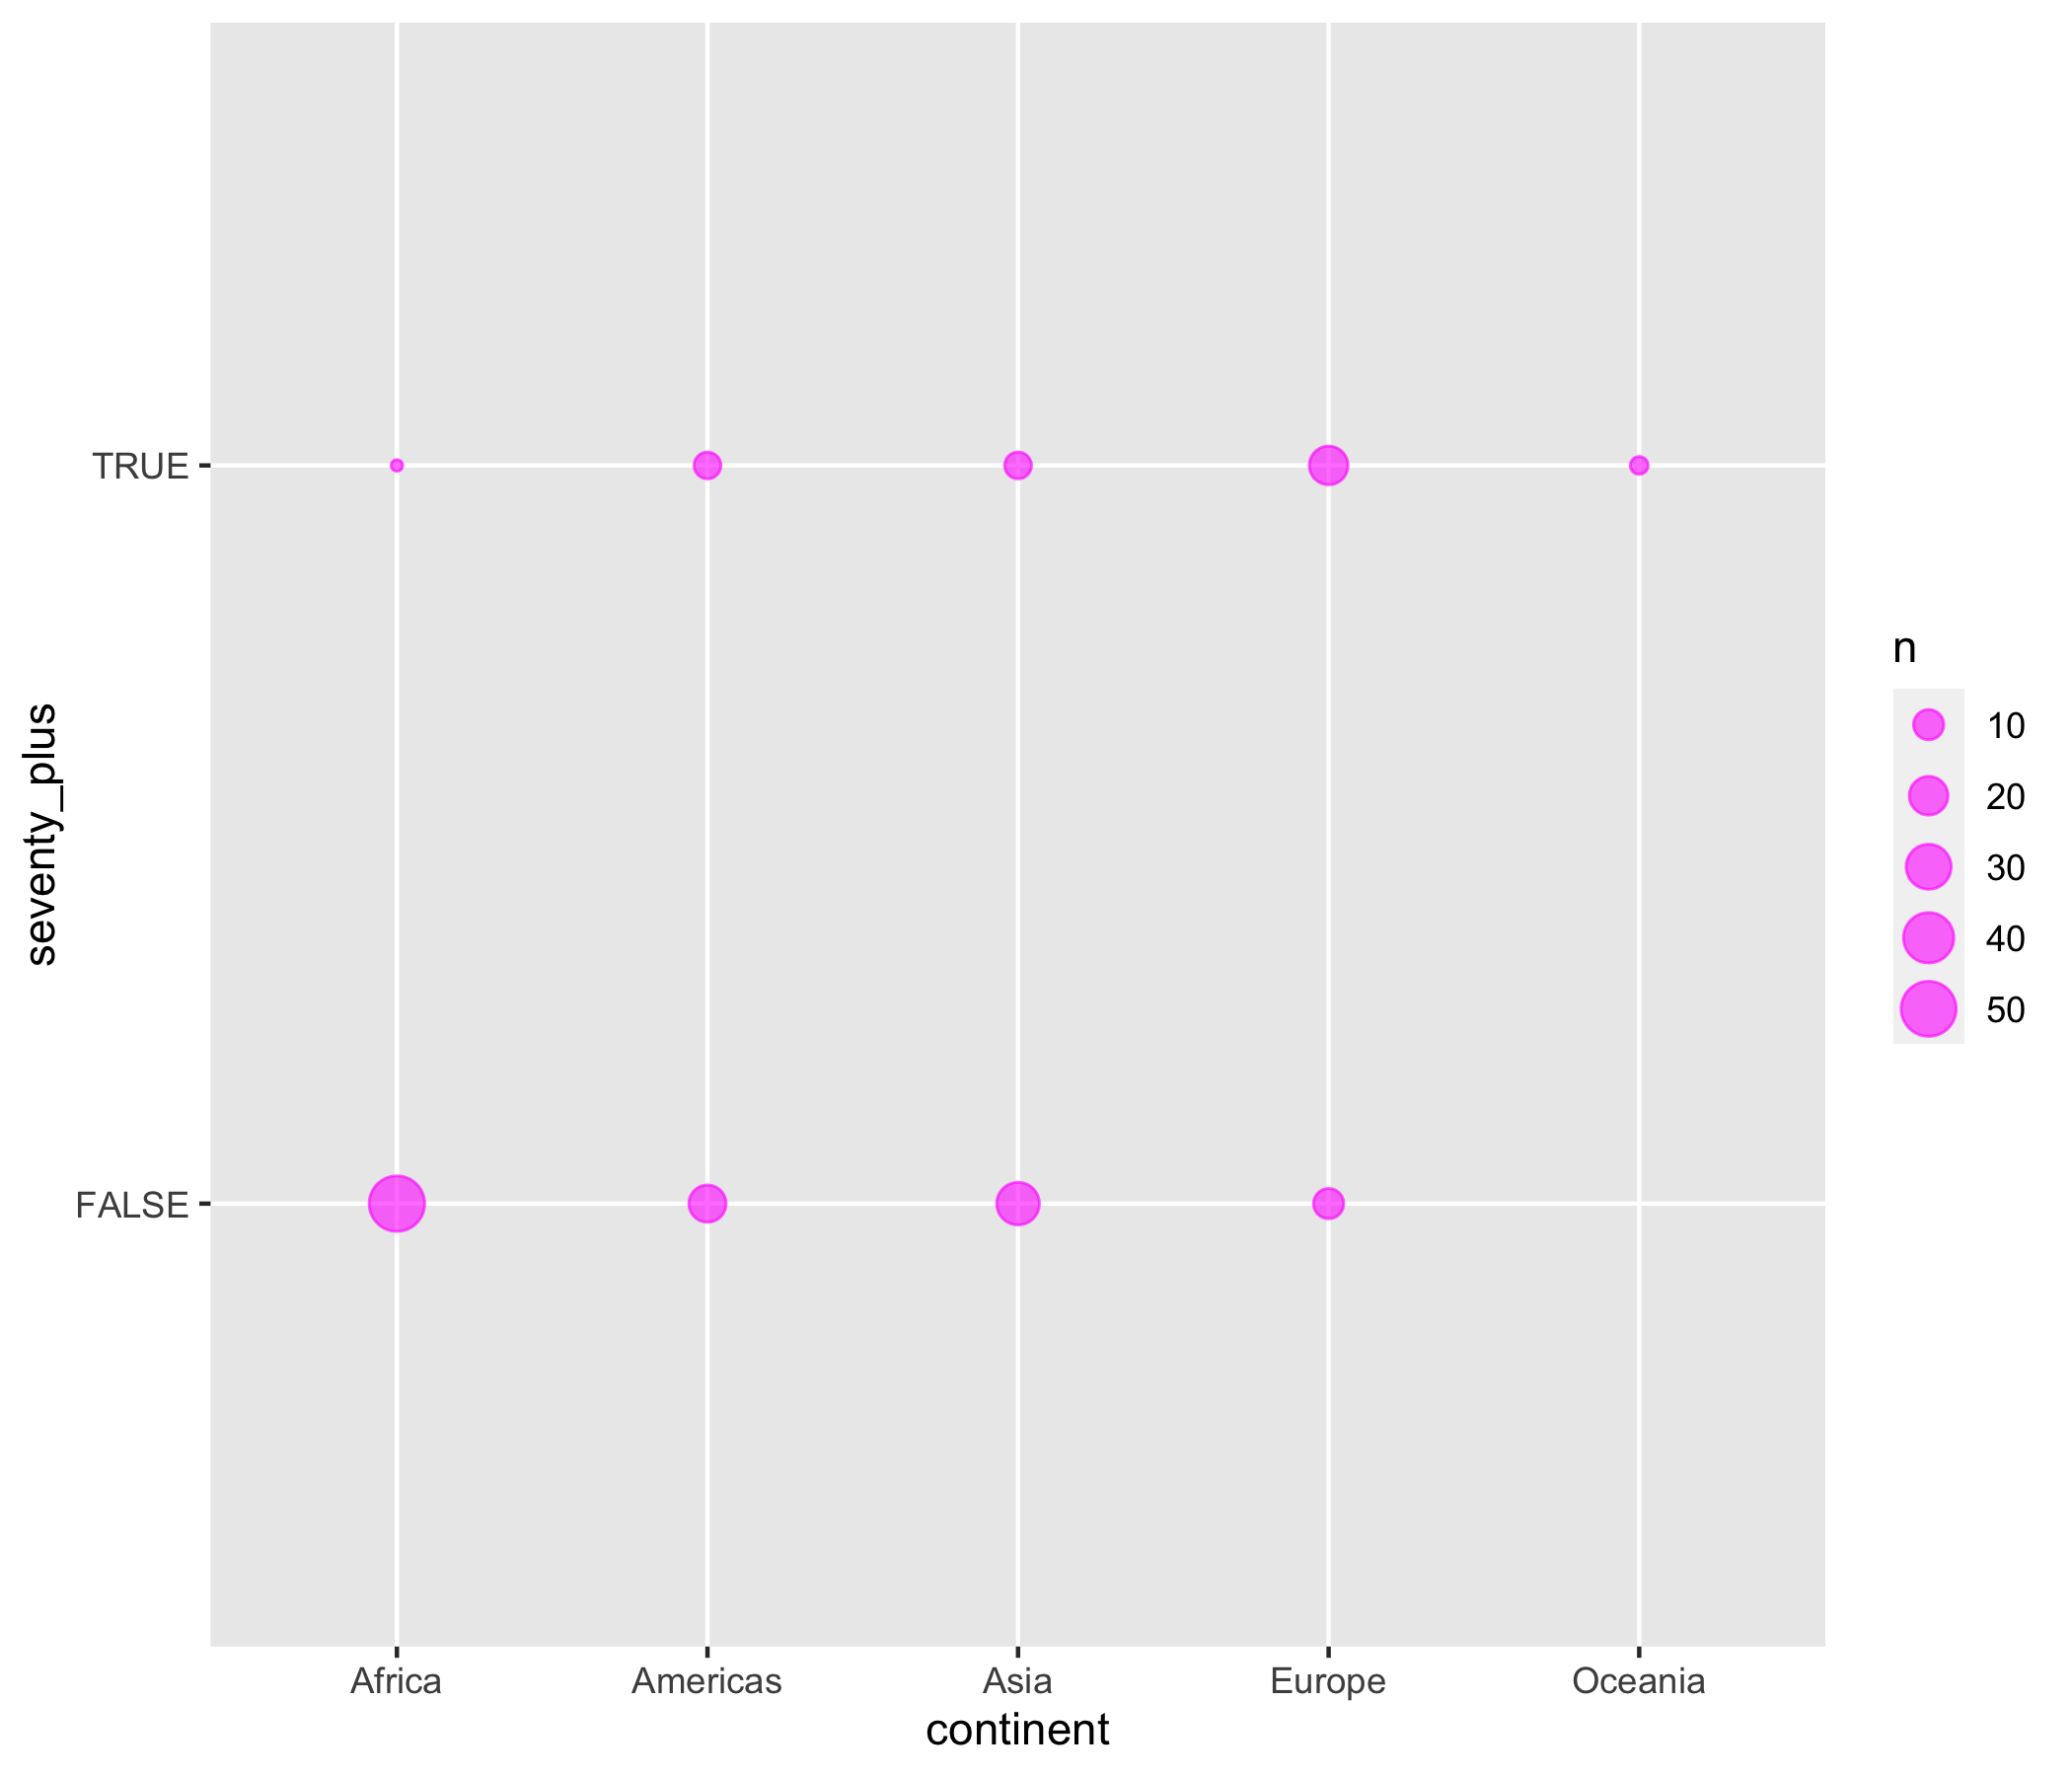 seventy_plus
TRUE
FALSE
Africa
Americas
Asia
Europe
Oceania
continent
n
10
20
30
40
50